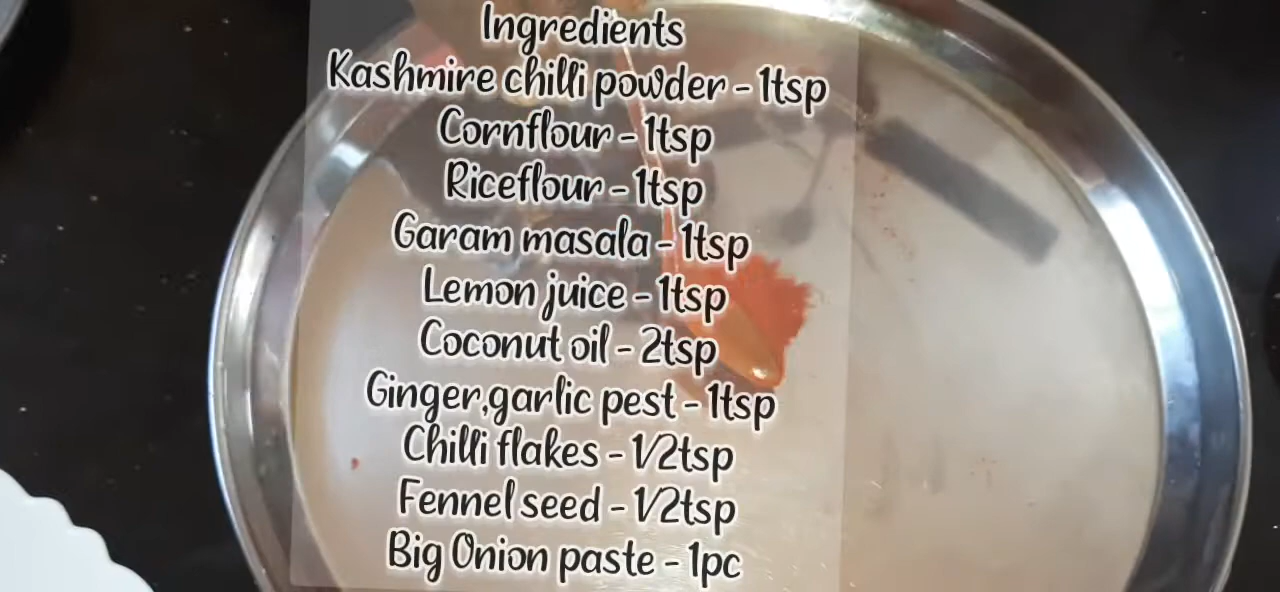 Ingredients
Kashmire chilli powder - 1tsp
Cornflour - 1tsp
Riceflour - 1tsp
Garam masala - 1tsp
Lemon juice - 1tsp
Coconut oil - 2tsp
Ginger,garlic pest - 1tsp
Chilli flakes - 1/2tsp
Fennel seed - 1/2tsp
Big Onion paste - 1pc